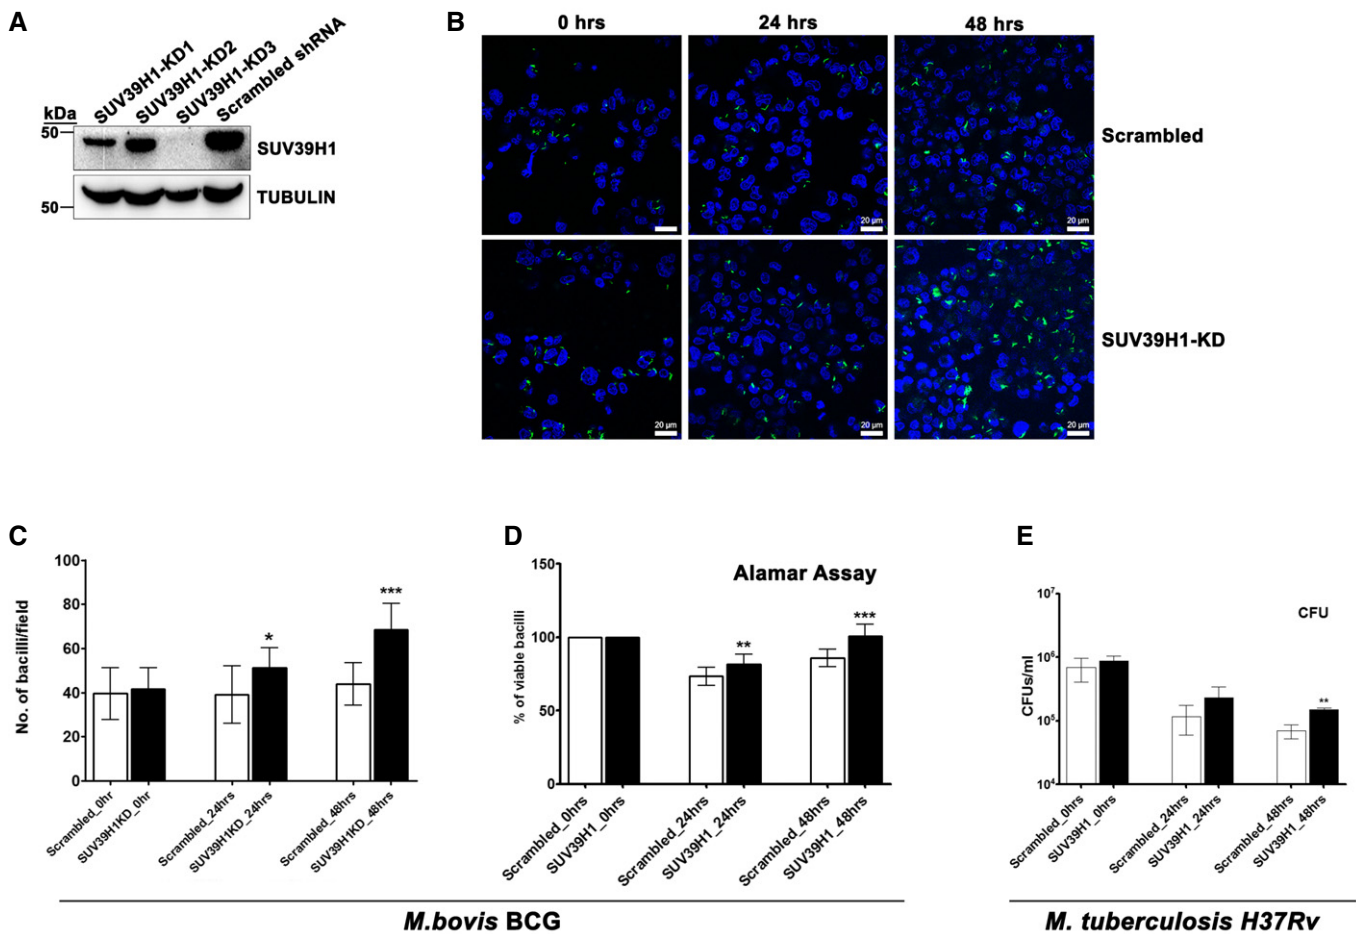 A
SUV39H1-KD1
SUV39H1-KD2
SUV39H1-KD3
Scrambled shRNA
kDa
50
SUV39H1
50
TUBULIN
B
0 hrs
24 hrs
48 hrs
Scrambled
20 µm
20 µm
SUV39H1-KD
20 µm
20 µm
20 µm
C
100
80
60
40
20
0
No. of bacilli/field
*
***
Scrambled_0hr
SUV39H1KD_0hr
Scrambled_24hrs
SUV39H1KD_24hrs
Scrambled_48hrs
SUV39H1KD_48hrs
D
Alamar Assay
150
100
50
0
% of viable bacilli
**
***
Scrambled_0hrs
SUV39H1_0hrs
Scrambled_24hrs
SUV39H1_24hrs
Scrambled_48hrs
SUV39H1_48hrs
M.bovis BCG
E
CFU
10⁷
10⁶
10⁵
10⁴
CFUs/ml
**
Scrambled_0hrs
SUV39H1_0hrs
Scrambled_24hrs
SUV39H1_24hrs
Scrambled_48hrs
SUV39H1_48hrs
M. tuberculosis H37Rv